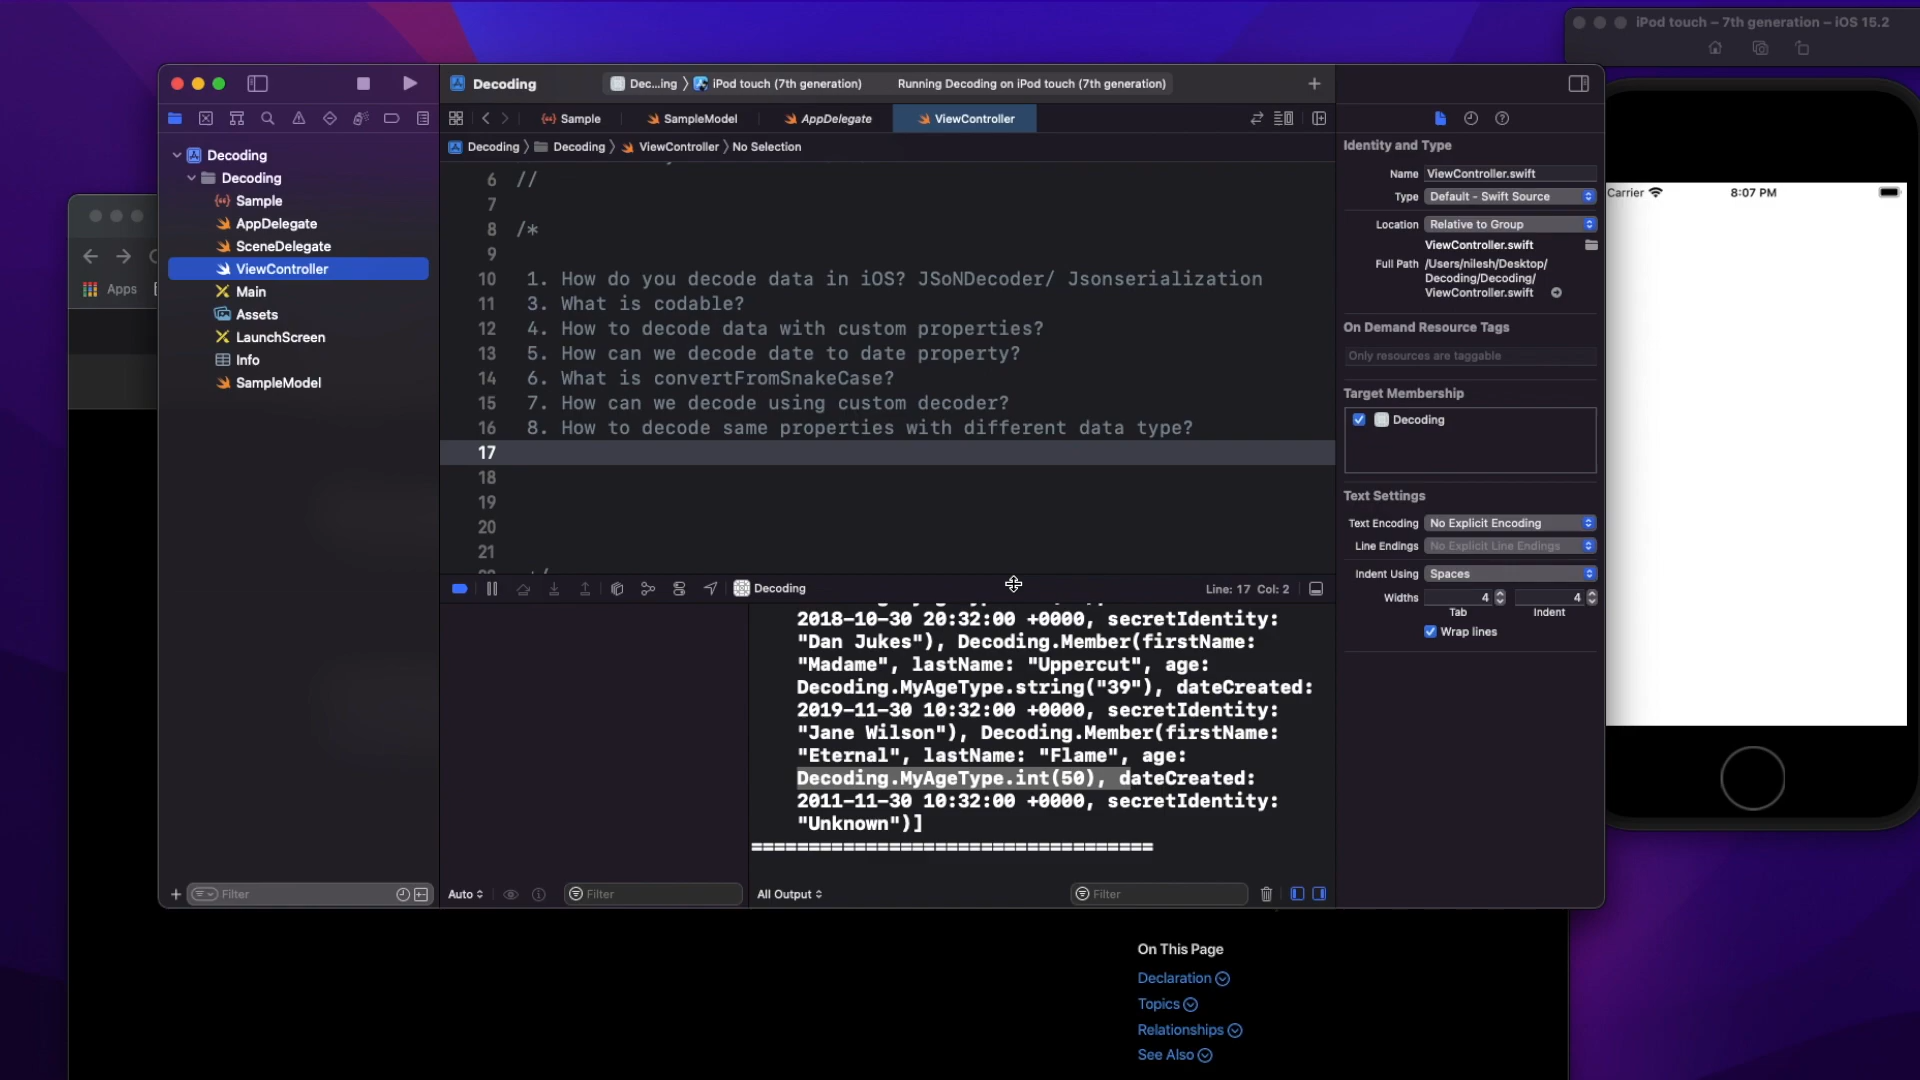 iPod touch – 7th generation – iOS 15.2
Decoding
Dec...ing
iPod touch (7th generation)
Running Decoding on iPod touch (7th generation)
Sample
SampleModel
AppDelegate
ViewController
Decoding
Decoding
ViewController
No Selection
Apps
Decoding
Decoding
Sample
AppDelegate
SceneDelegate
ViewController
Main
Assets
LaunchScreen
Info
SampleModel
Filter
6 //
7
8 /*
9
10 1. How do you decode data in iOS? JSoNDecoder/ Jsonserialization
11 3. What is codable?
12 4. How to decode data with custom properties?
13 5. How can we decode date to date property?
14 6. What is convertFromSnakeCase?
15 7. How can we decode using custom decoder?
16 8. How to decode same properties with different data type?
17
18
19
20
21
Decoding
Line: 17 Col: 2
2018-10-30 20:32:00 +0000, secretIdentity:
"Dan Jukes"), Decoding.Member(firstName:
"Madame", lastName: "Uppercut", age:
Decoding.MyAgeType.string("39"), dateCreated:
2019-11-30 10:32:00 +0000, secretIdentity:
"Jane Wilson"), Decoding.Member(firstName:
"Eternal", lastName: "Flame", age:
Decoding.MyAgeType.int(50), dateCreated:
2011-11-30 10:32:00 +0000, secretIdentity:
"Unknown")]
===================================
Auto
Filter
All Output
Filter
Identity and Type
Name ViewController.swift
Type Default - Swift Source
Location Relative to Group
ViewController.swift
Full Path /Users/nilesh/Desktop/
Decoding/Decoding/
ViewController.swift
On Demand Resource Tags
Only resources are taggable
Target Membership
Decoding
Text Settings
Text Encoding No Explicit Encoding
Line Endings No Explicit Line Endings
Indent Using Spaces
Widths 4 4
Tab Indent
Wrap lines
Carrier 8:07 PM
On This Page
Declaration
Topics
Relationships
See Also